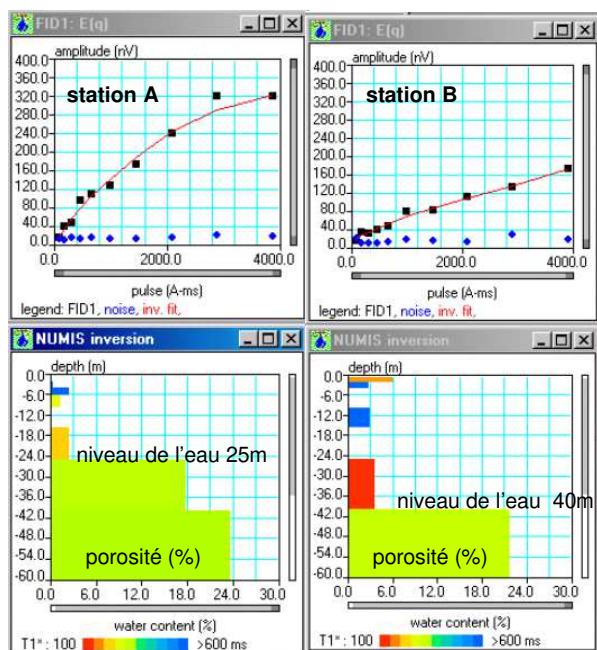 FID1: E(q)
amplitude (nV)
400.0
360.0
320.0
280.0
240.0
200.0
160.0
120.0
80.0
40.0
0.0
station A
0.0
2000.0
4000.0
pulse (A-ms)
legend: FID1, noise, inv. fit,
FID1: E(q)
amplitude (nV)
400.0
360.0
320.0
280.0
240.0
200.0
160.0
120.0
80.0
40.0
0.0
station B
0.0
2000.0
4000.0
pulse (A-ms)
legend: FID1, noise, inv. fit,
NUMIS inversion
depth (m)
0.0
-6.0
-12.0
-18.0
-24.0
-30.0
-36.0
-42.0
-48.0
-54.0
-60.0
niveau de l'eau 25m
porosité (%)
0.0
6.0
12.0
18.0
24.0
30.0
water content (%)
T1* : 100
>600 ms
NUMIS inversion
depth (m)
0.0
-6.0
-12.0
-18.0
-24.0
-30.0
-36.0
-42.0
-48.0
-54.0
-60.0
niveau de l'eau 40m
porosité (%)
0.0
6.0
12.0
18.0
24.0
30.0
water content (%)
T1* : 100
>600 ms